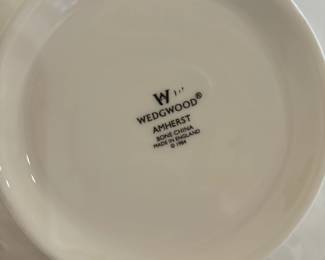 W
WEDGWOOD®
AMHERST
BONE CHINA
MADE IN ENGLAND
© 1984